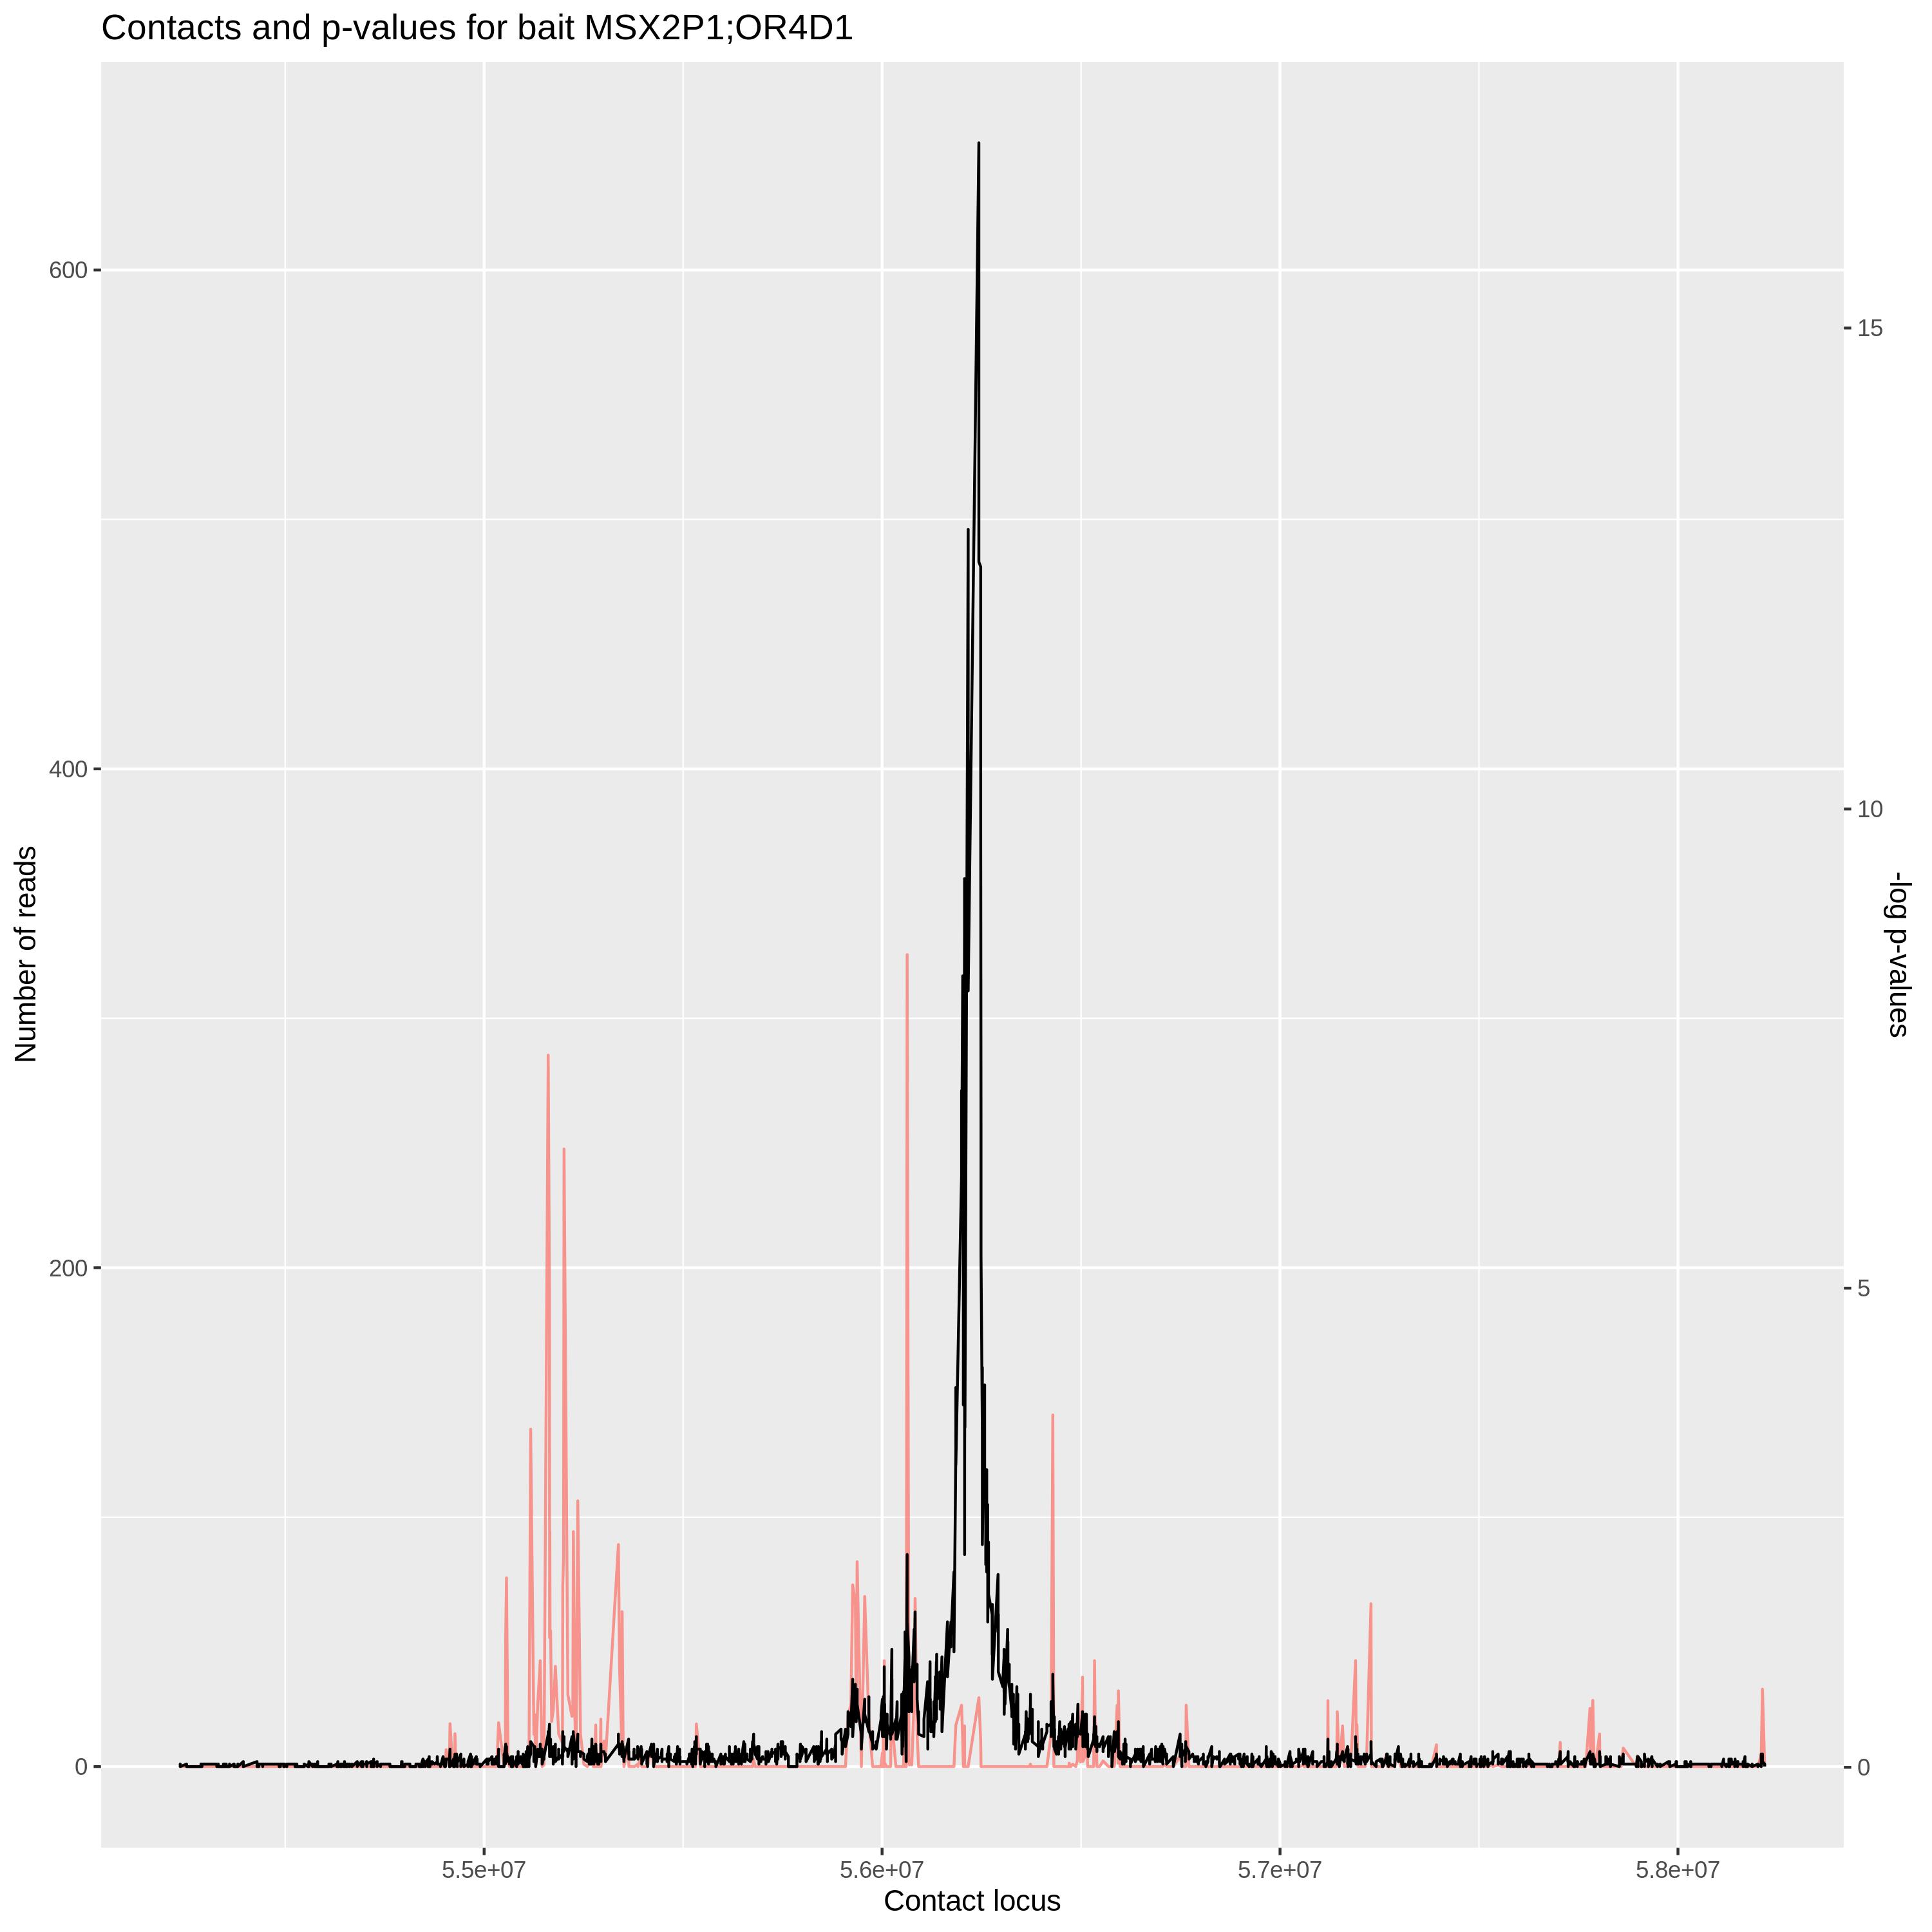 Contacts and p-values for bait MSX2P1;OR4D1
600
400
200
0
Number of reads
15
10
5
0
-log p-values
5.5e+07
5.6e+07
5.7e+07
5.8e+07
Contact locus